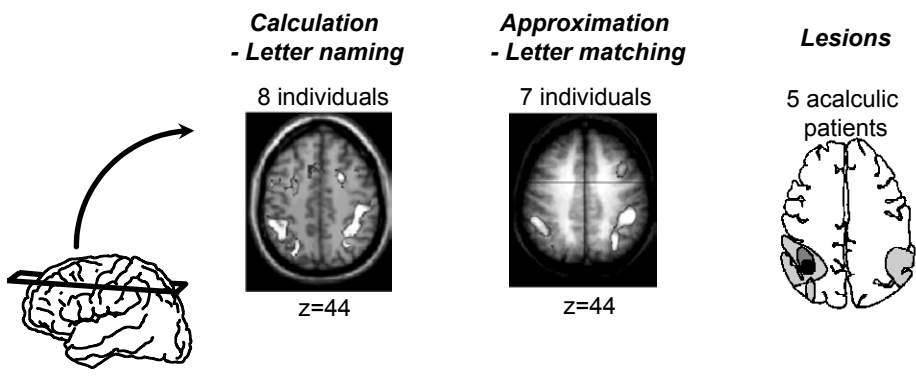 Calculation
- Letter naming
8 individuals
z=44
Approximation
- Letter matching
7 individuals
z=44
Lesions
5 acalculic
patients